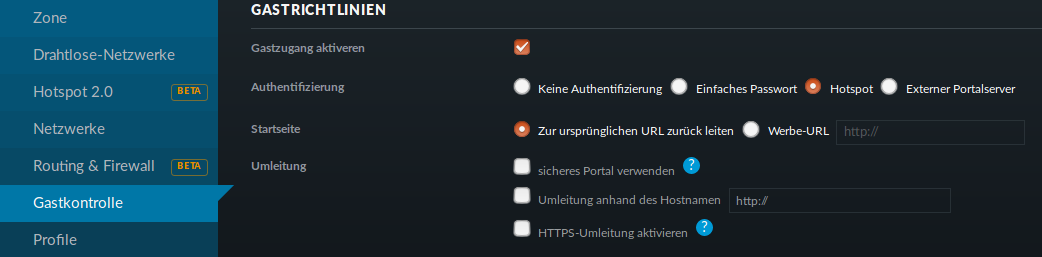 Zone
Drahtlose-Netzwerke
Hotspot 2.0 BETA
Netzwerke
Routing & Firewall BETA
Gastkontrolle
Profile
GASTRICHTLINIEN
Gastzugang aktiveren
Authentifizierung Keine Authentifizierung Einfaches Passwort Hotspot Externer Portalserver
Startseite Zur ursprünglichen URL zurück leiten Werbe-URL http://
Umleitung sicheres Portal verwenden ?
Umleitung anhand des Hostnamen http://
HTTPS-Umleitung aktivieren ?